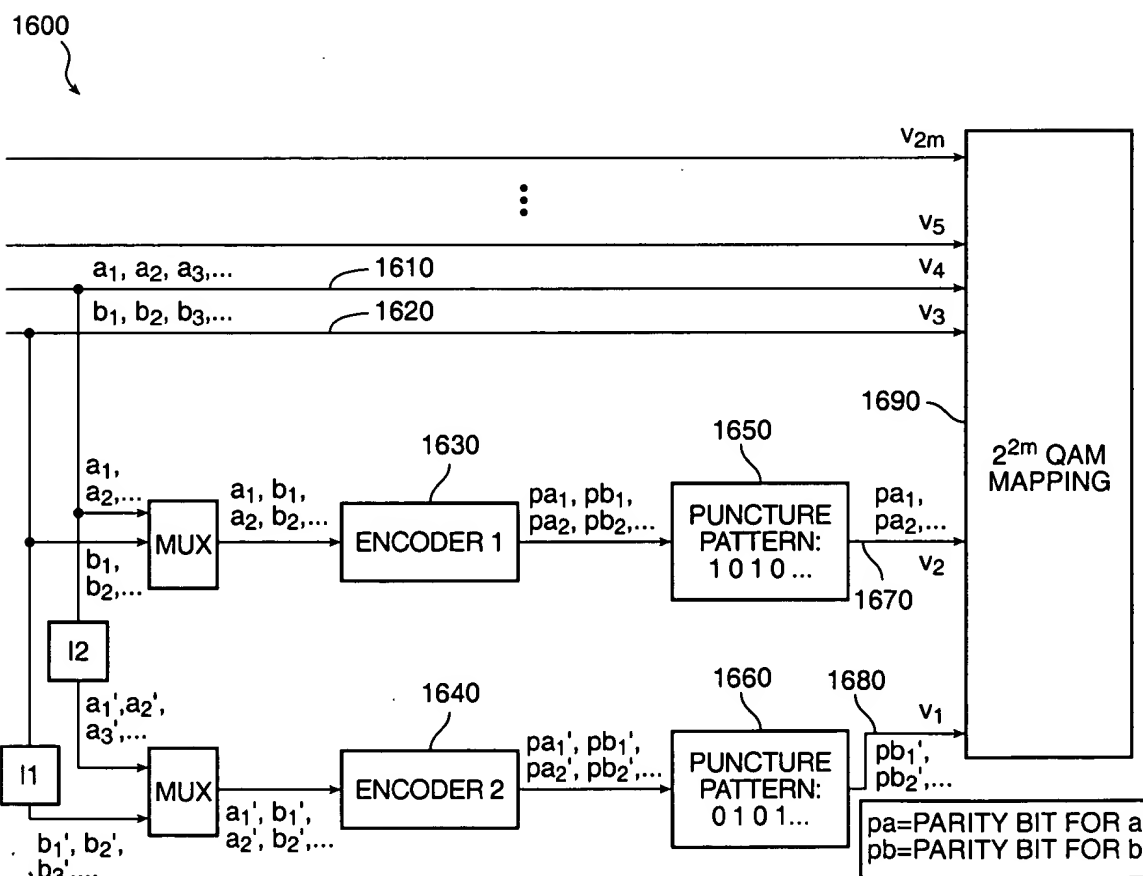 1600
v2m
v5
a1, a2, a3,...
1610
v4
b1, b2, b3,...
1620
v3
1690
2^2m QAM
MAPPING
1630
1650
a1,
a2,...
MUX
a1, b1,
a2, b2,...
ENCODER 1
pa1, pb1,
pa2, pb2,...
PUNCTURE
PATTERN:
1 0 1 0 ...
pa1,
pa2,...
v2
1670
b1,
b2,...
I2
a1',a2',
a3',...
1640
1660
1680
v1
I1
MUX
a1', b1',
a2', b2',...
ENCODER 2
pa1', pb1',
pa2', pb2',...
PUNCTURE
PATTERN:
0 1 0 1...
pb1',
pb2',...
b1', b2',
b3',...
pa=PARITY BIT FOR a
pb=PARITY BIT FOR b